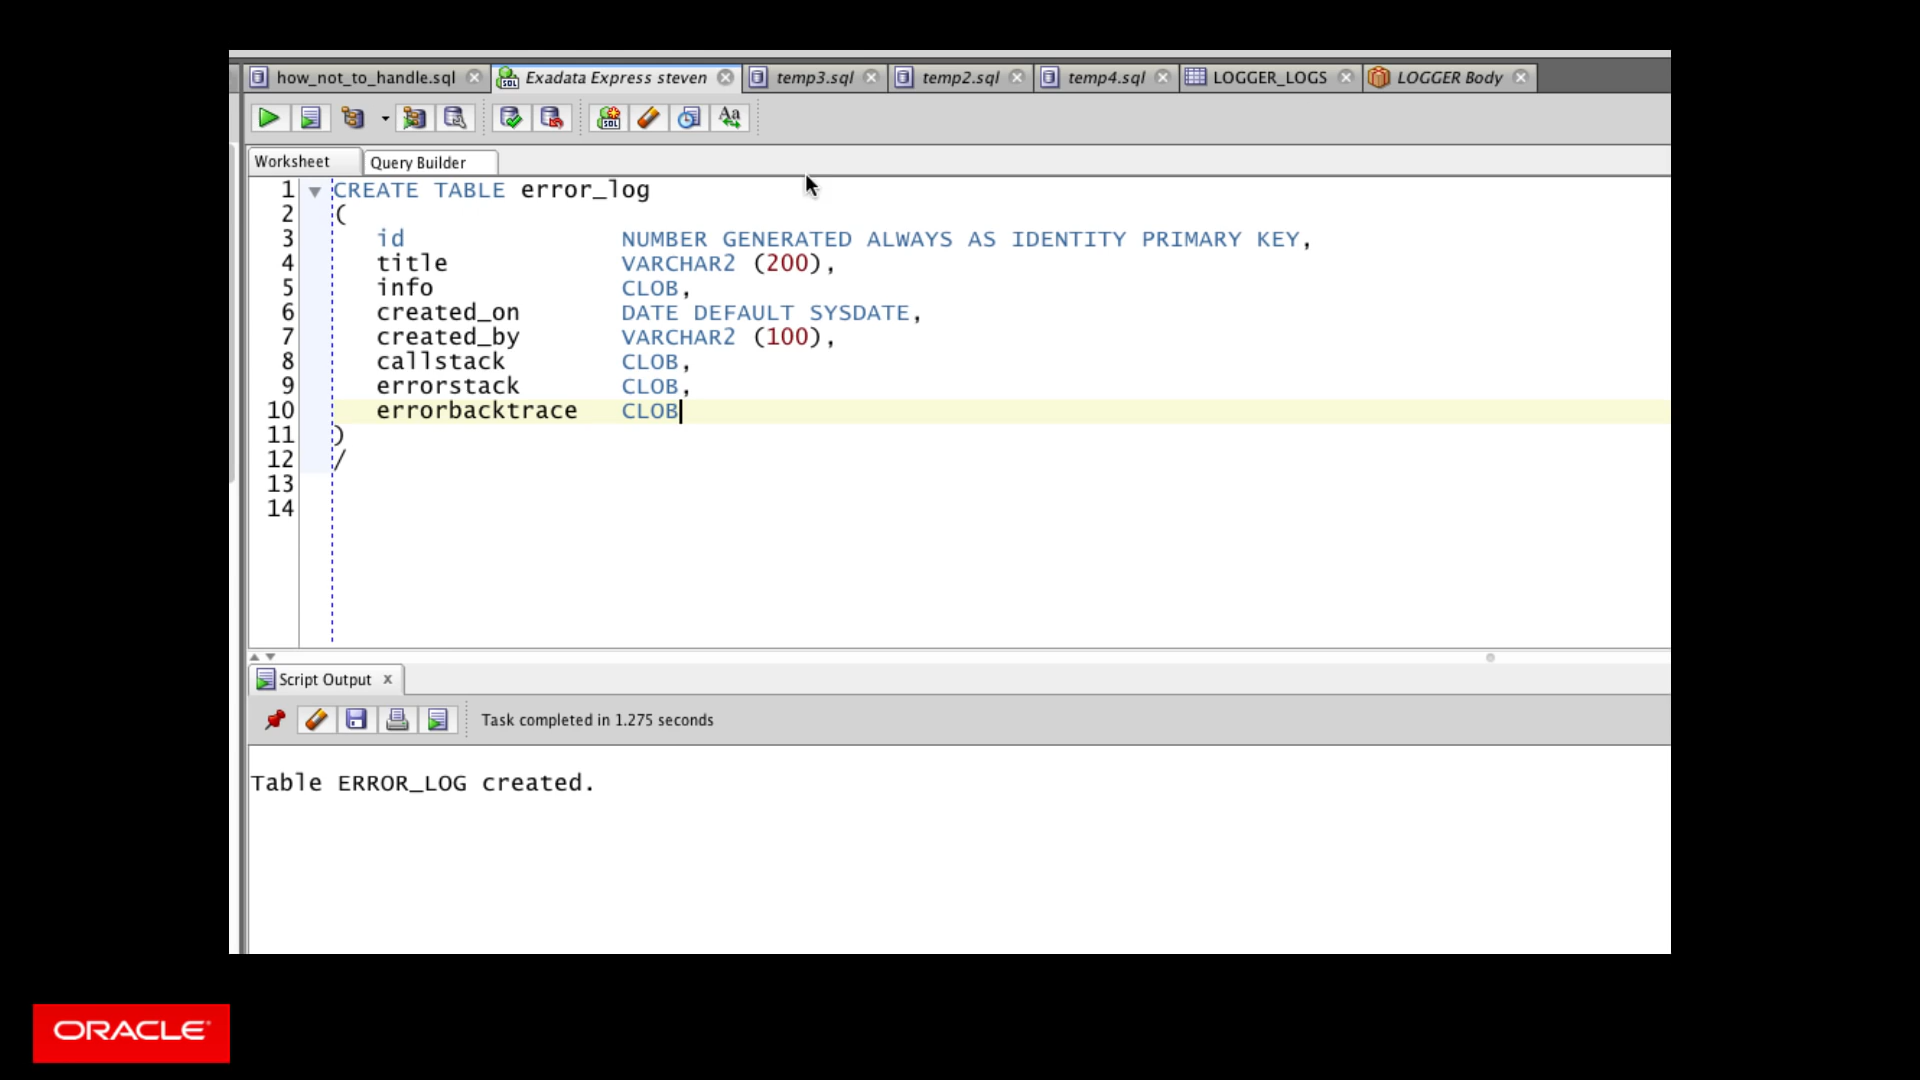 how_not_to_handle.sql Exadata Express steven temp3.sql temp2.sql temp4.sql LOGGER_LOGS LOGGER Body
Worksheet Query Builder
1 CREATE TABLE error_log
2 (
3 id NUMBER GENERATED ALWAYS AS IDENTITY PRIMARY KEY,
4 title VARCHAR2 (200),
5 info CLOB,
6 created_on DATE DEFAULT SYSDATE,
7 created_by VARCHAR2 (100),
8 callstack CLOB,
9 errorstack CLOB,
10 errorbacktrace CLOB
11 )
12 /
13
14
Script Output x
Task completed in 1.275 seconds
Table ERROR_LOG created.
ORACLE